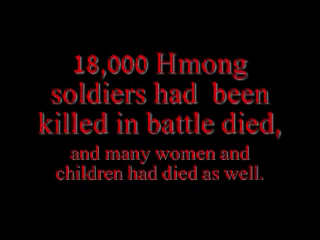 18,000 Hmong
soldiers had been
killed in battle died,
and many women and
children had died as well.